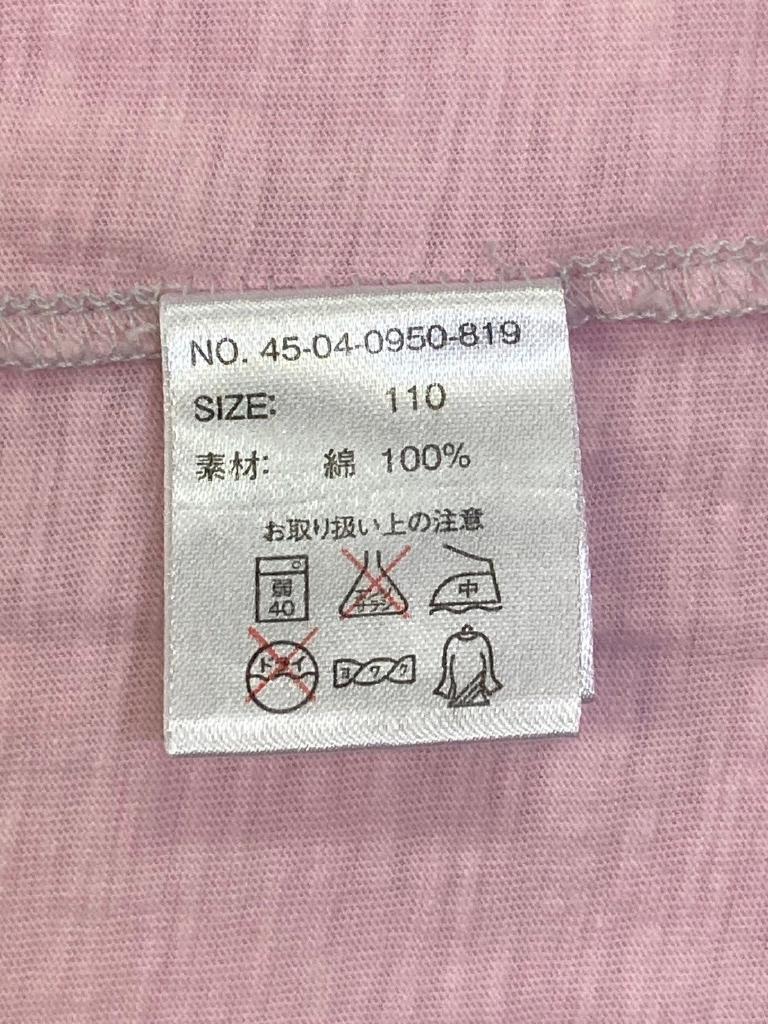 NO. 45-04-0950-819
SIZE: 110
素材: 綿 100%
お取り扱い上の注意
弱
40
エンソ
サラシ
中
ドライ
ヨワク